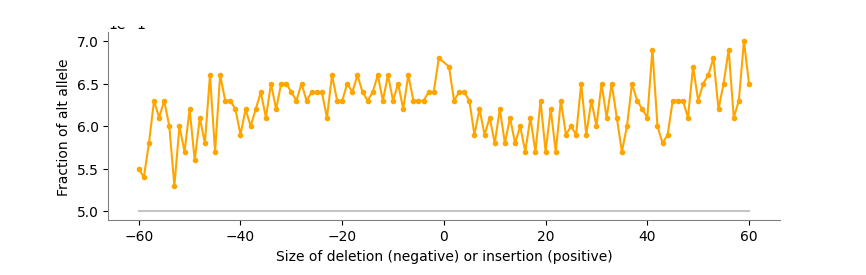 7.0
6.5
6.0
5.5
5.0
Fraction of alt allele
−60 −40 −20 0 20 40 60
Size of deletion (negative) or insertion (positive)